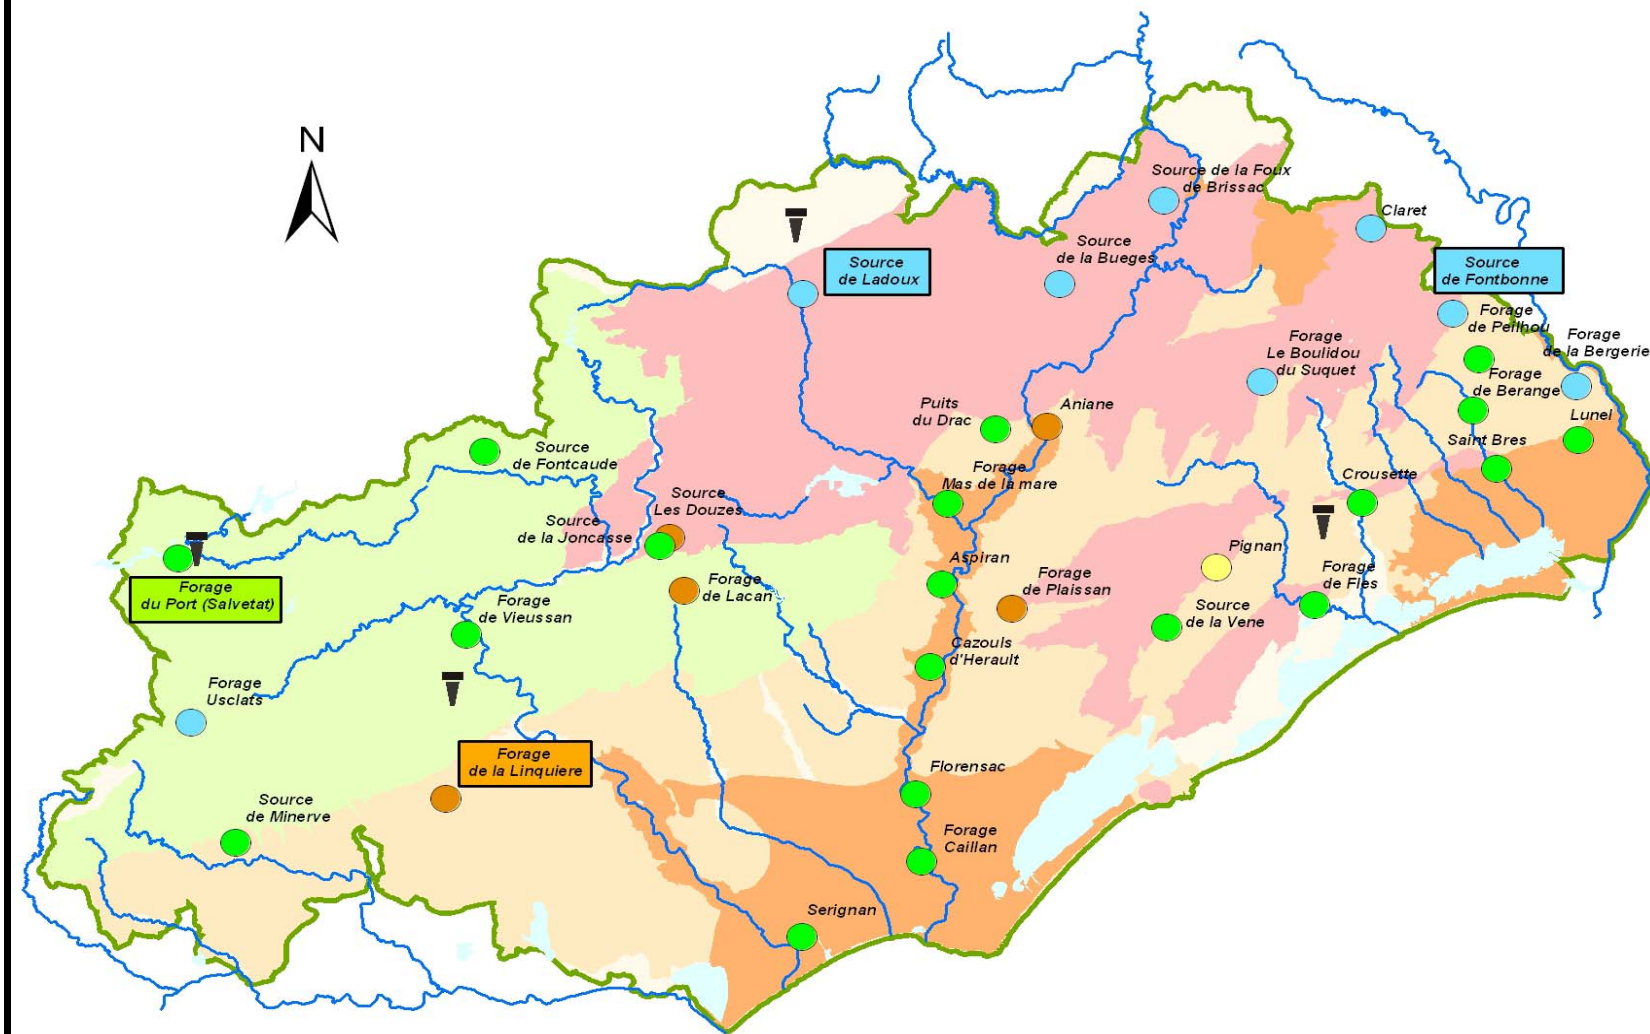 N
Source de la Foux
de Brissac
Claret
Source
de la Bueges
Source
de Ladoux
Source
de Fontbonne
Forage
de Peilhou
Forage
Le Boulidou
du Suquet
Forage
de la Bergerie
Forage
de Berange
Puits
du Drac
Aniane
Lunel
Saint Bres
Source
de Fontcaude
Forage
Mas de la mare
Crousette
Source
Les Douzes
Source
de la Joncasse
Aspiran
Pignan
Forage
de Plaissan
Forage
de Fles
Forage
du Port (Salvetat)
Forage
de Lacan
Forage
de Vieussan
Source
de la Vene
Cazouls
d'Herault
Forage
Usclats
Forage
de la Linquiere
Florensac
Source
de Minerve
Forage
Caillan
Serignan